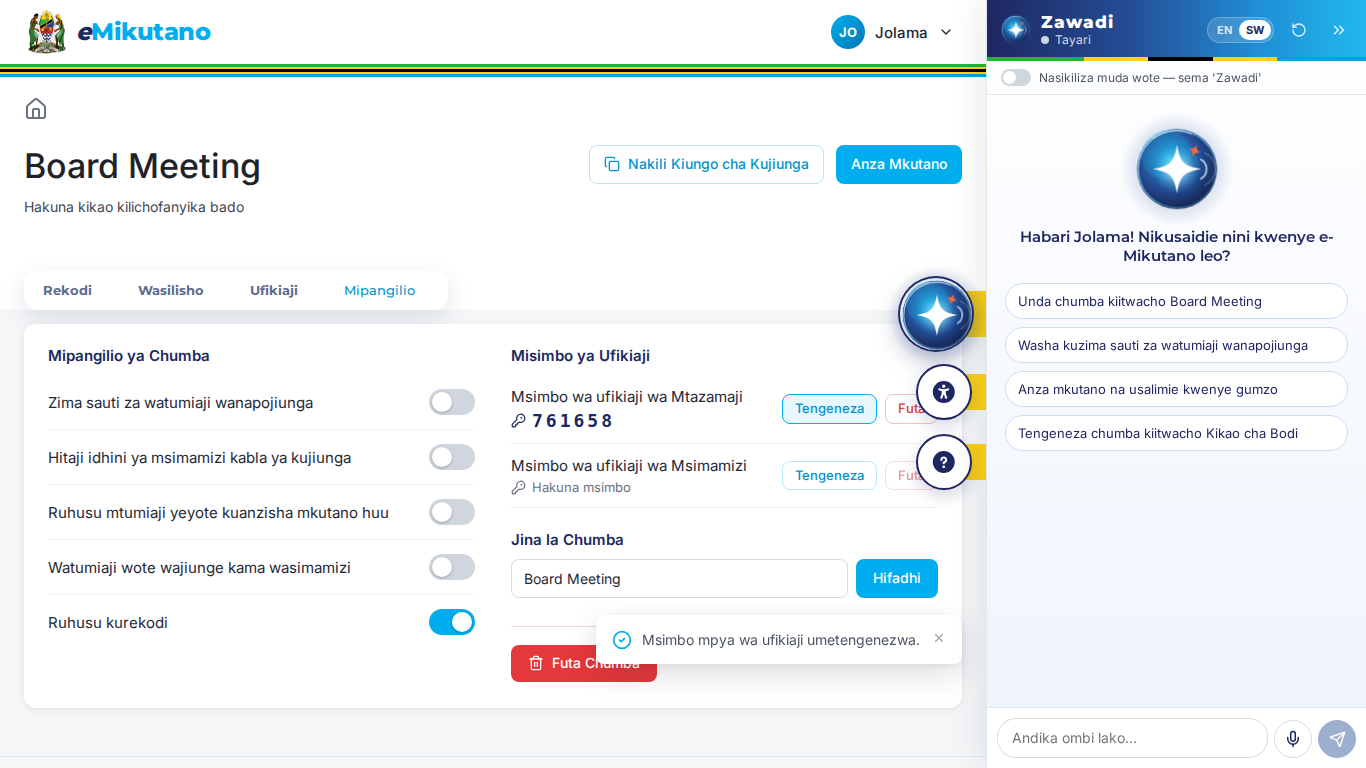 eMikutano
JO
Jolama
Board Meeting
Hakuna kikao kilichofanyika bado
Nakili Kiungo cha Kujiunga
Anza Mkutano
Rekodi
Wasilisho
Ufikiaji
Mipangilio
Mipangilio ya Chumba
Zima sauti za watumiaji wanapojiunga
Hitaji idhini ya msimamizi kabla ya kujiunga
Ruhusu mtumiaji yeyote kuanzisha mkutano huu
Watumiaji wote wajiunge kama wasimamizi
Ruhusu kurekodi
Misimbo ya Ufikiaji
Msimbo wa ufikiaji wa Mtazamaji
761658
Tengeneza
Futa
Msimbo wa ufikiaji wa Msimamizi
Hakuna msimbo
Tengeneza
Futa
Jina la Chumba
Board Meeting
Hifadhi
Msimbo mpya wa ufikiaji umetengenezwa.
Futa Chumba
Zawadi
Tayari
EN
SW
Nasikiliza muda wote — sema 'Zawadi'
Habari Jolama! Nikusaidie nini kwenye e-
Mikutano leo?
Unda chumba kiitwacho Board Meeting
Washa kuzima sauti za watumiaji wanapojiunga
Anza mkutano na usalimie kwenye gumzo
Tengeneza chumba kiitwacho Kikao cha Bodi
Andika ombi lako...